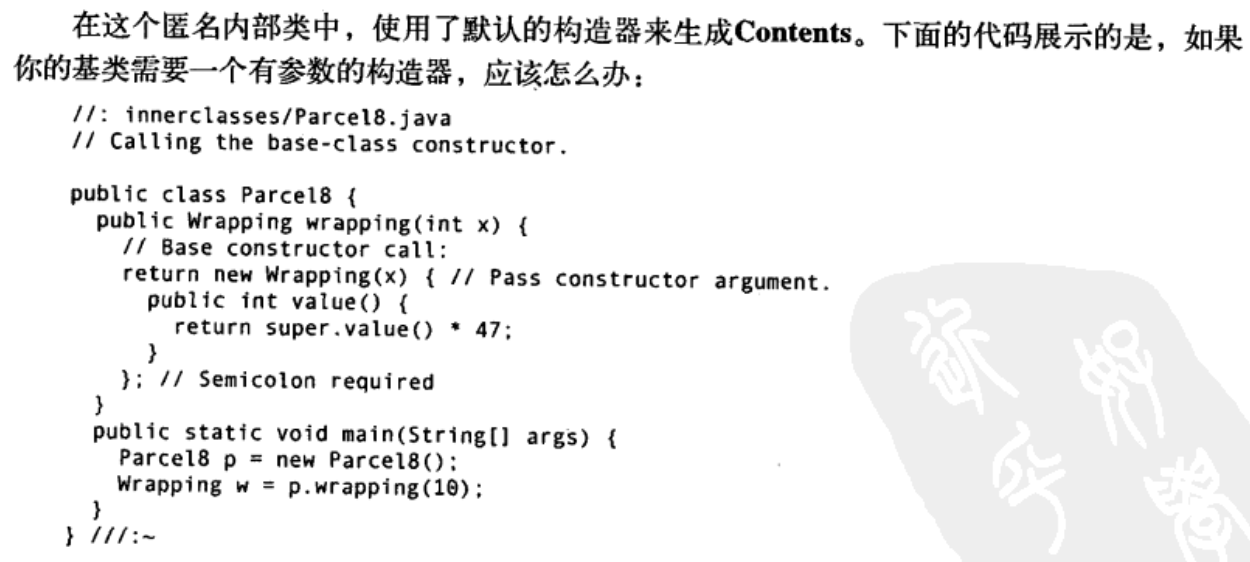 在这个匿名内部类中，使用了默认的构造器来生成Contents。下面的代码展示的是，如果
你的基类需要一个有参数的构造器，应该怎么办：
//: innerclasses/Parcel8.java
// Calling the base-class constructor.
public class Parcel8 {
public Wrapping wrapping(int x) {
// Base constructor call:
return new Wrapping(x) { // Pass constructor argument.
public int value() {
return super.value() * 47;
}
}; // Semicolon required
}
public static void main(String[] args) {
Parcel8 p = new Parcel8();
Wrapping w = p.wrapping(10);
}
} ///:~